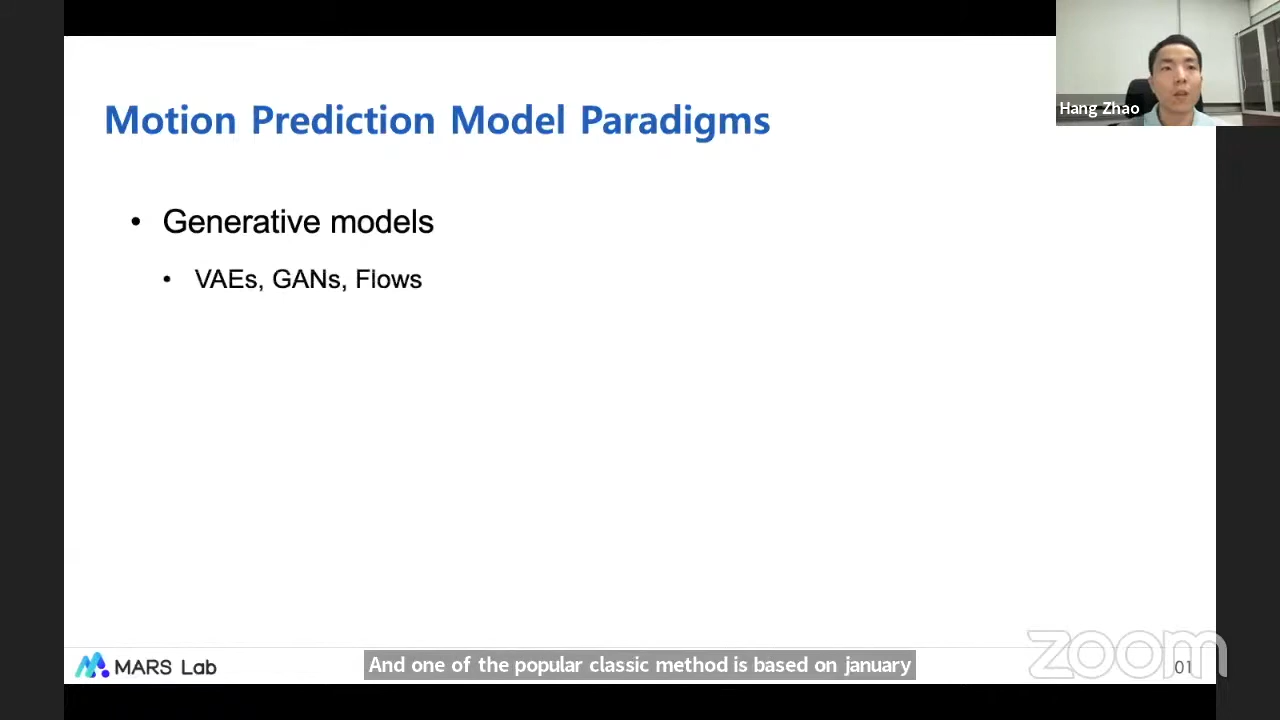 Hang Zhao
Motion Prediction Model Paradigms
• Generative models
• VAEs, GANs, Flows
MARS Lab
And one of the popular classic method is based on january
zoom
01